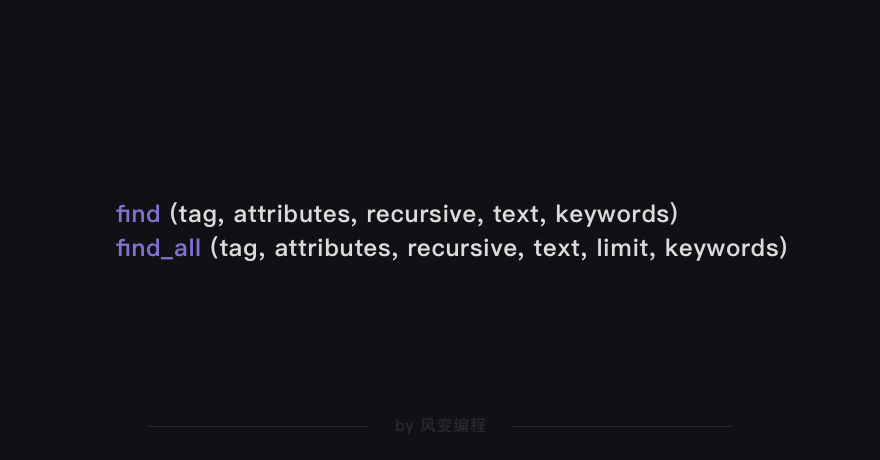 find (tag, attributes, recursive, text, keywords)
find_all (tag, attributes, recursive, text, limit, keywords)
by 风变编程